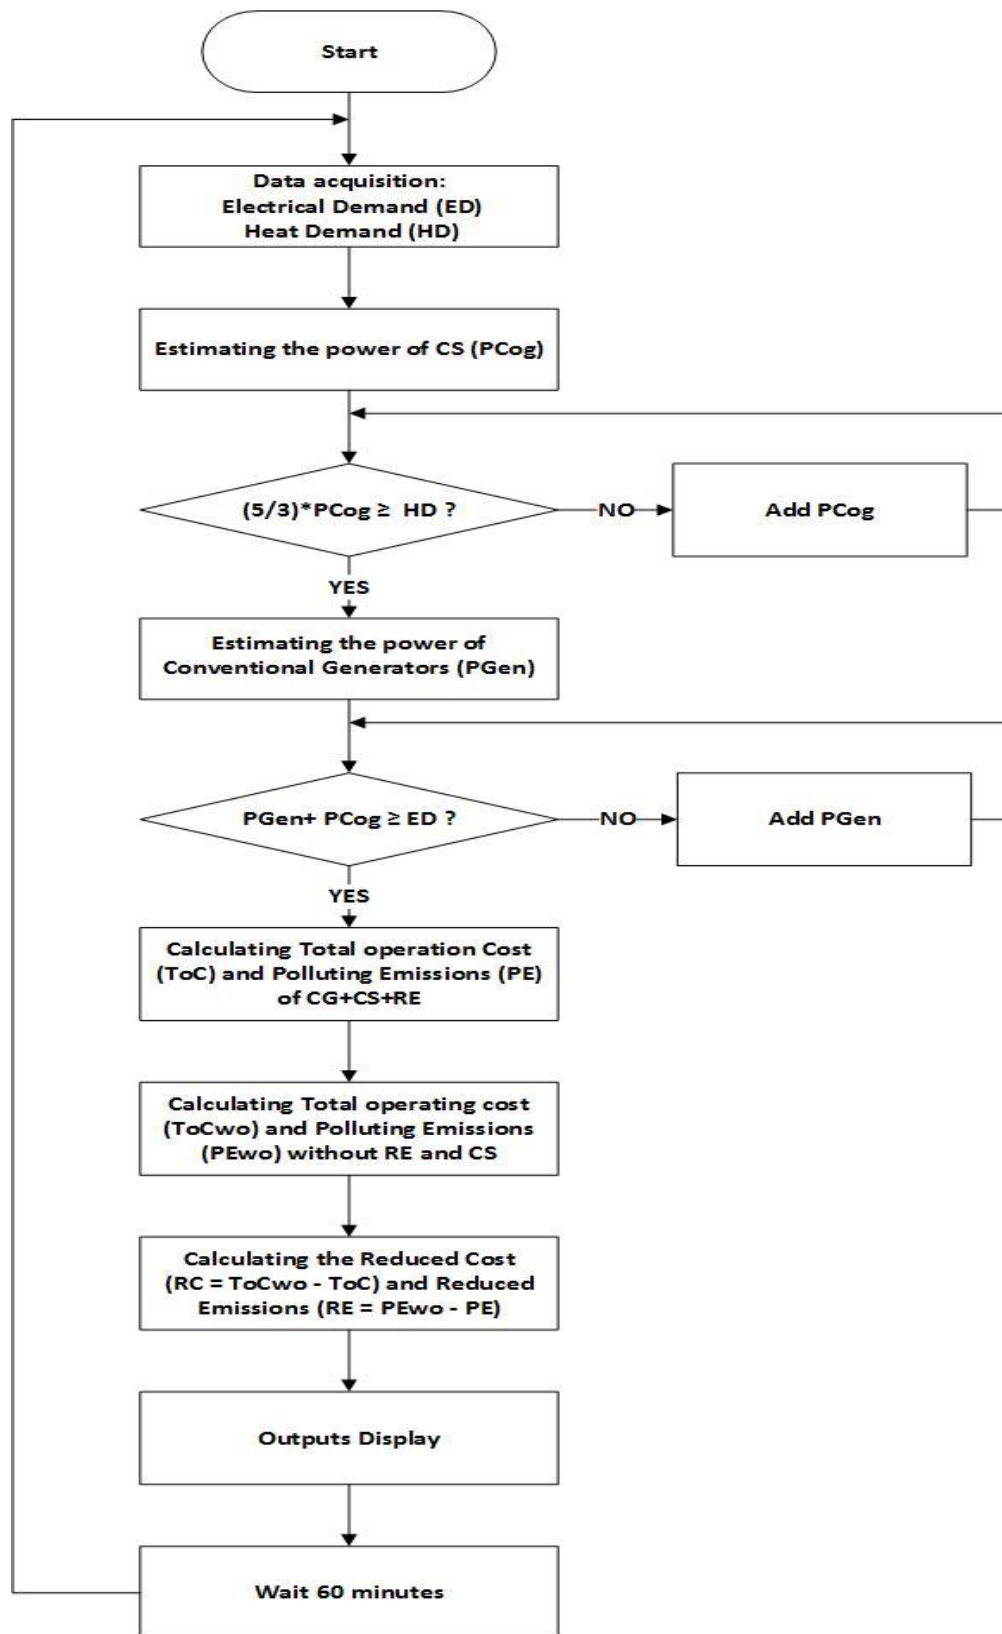 Start
Data acquisition:
Electrical Demand (ED)
Heat Demand (HD)
Estimating the power of CS (PCog)
(5/3)*PCog ≥ HD ?
NO
Add PCog
YES
Estimating the power of
Conventional Generators (PGen)
PGen+ PCog ≥ ED ?
NO
Add PGen
YES
Calculating Total operation Cost
(ToC) and Polluting Emissions (PE)
of CG+CS+RE
Calculating Total operating cost
(ToCwo) and Polluting Emissions
(PEwo) without RE and CS
Calculating the Reduced Cost
(RC = ToCwo - ToC) and Reduced
Emissions (RE = PEwo - PE)
Outputs Display
Wait 60 minutes